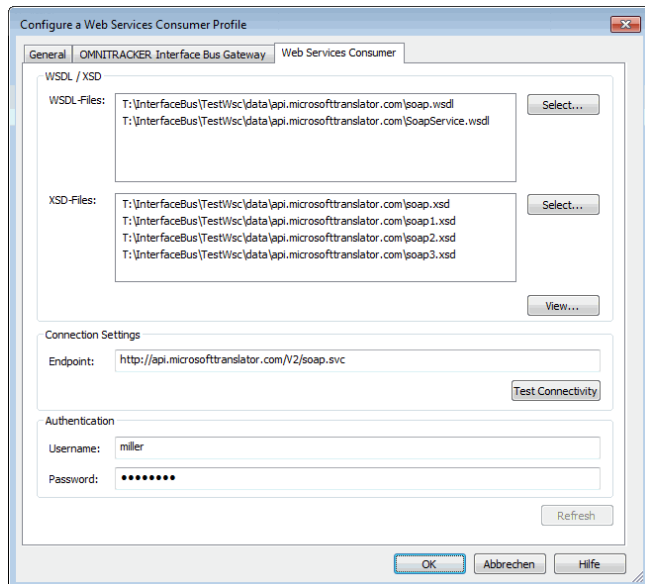 Configure a Web Services Consumer Profile
General OMNITRACKER Interface Bus Gateway Web Services Consumer
WSDL / XSD
WSDL-Files:
T:\InterfaceBus\TestWsc\data\api.microsofttranslator.com\soap.wsdl
T:\InterfaceBus\TestWsc\data\api.microsofttranslator.com\SoapService.wsdl
Select...
XSD-Files:
T:\InterfaceBus\TestWsc\data\api.microsofttranslator.com\soap.xsd
T:\InterfaceBus\TestWsc\data\api.microsofttranslator.com\soap1.xsd
T:\InterfaceBus\TestWsc\data\api.microsofttranslator.com\soap2.xsd
T:\InterfaceBus\TestWsc\data\api.microsofttranslator.com\soap3.xsd
Select...
View...
Connection Settings
Endpoint: http://api.microsofttranslator.com/V2/soap.svc
Test Connectivity
Authentication
Username: miller
Password: ••••••••
Refresh
OK Abbrechen Hilfe